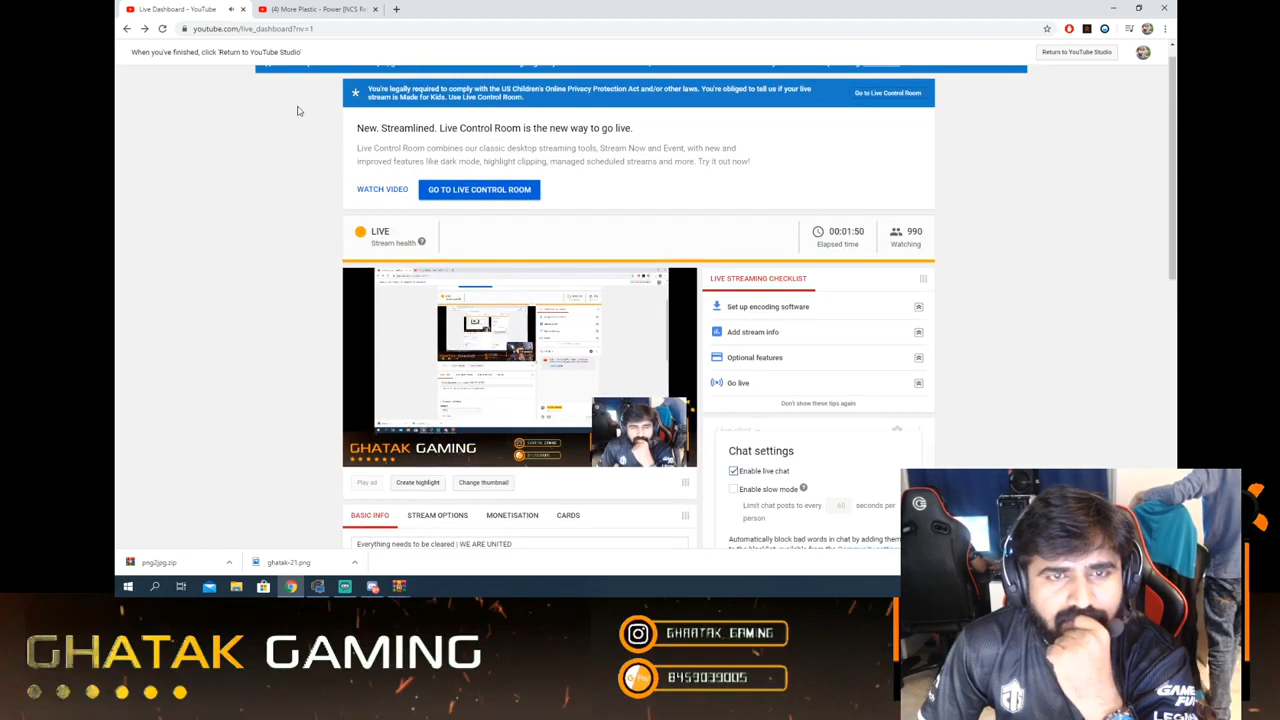 Live Dashboard - YouTube
(4) More Plastic - Power [NCS Re
youtube.com/live_dashboard?nv=1
When you've finished, click 'Return to YouTube Studio'
Return to YouTube Studio
You're legally required to comply with the US Children's Online Privacy Protection Act and/or other laws. You're obliged to tell us if your live
stream is Made for Kids. Use Live Control Room.
Go to Live Control Room
New. Streamlined. Live Control Room is the new way to go live.
Live Control Room combines our classic desktop streaming tools, Stream Now and Event, with new and
improved features like dark mode, highlight clipping, managed scheduled streams and more. Try it out now!
WATCH VIDEO
GO TO LIVE CONTROL ROOM
LIVE
Stream health
00:01:50
Elapsed time
990
Watching
LIVE STREAMING CHECKLIST
Set up encoding software
Add stream info
Optional features
Go live
Don't show these tips again
GHATAK GAMING
Play ad
Create highlight
Change thumbnail
Chat settings
Enable live chat
Enable slow mode
Limit chat posts to every 60 seconds per
person
Automatically block bad words in chat by adding them
BASIC INFO
STREAM OPTIONS
MONETISATION
CARDS
Everything needs to be cleared | WE ARE UNITED
png2jpg.zip
ghatak-21.png
GHATAK GAMING
GHATAK_GAMING
8459039005